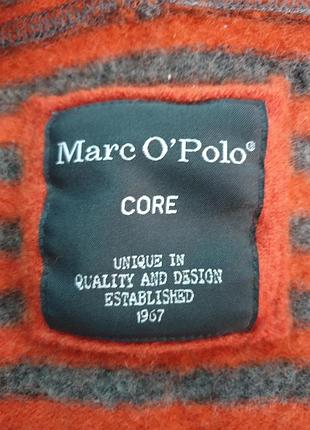 Marc O'Polo®
CORE
UNIQUE IN
QUALITY AND DESIGN
ESTABLISHED
1967